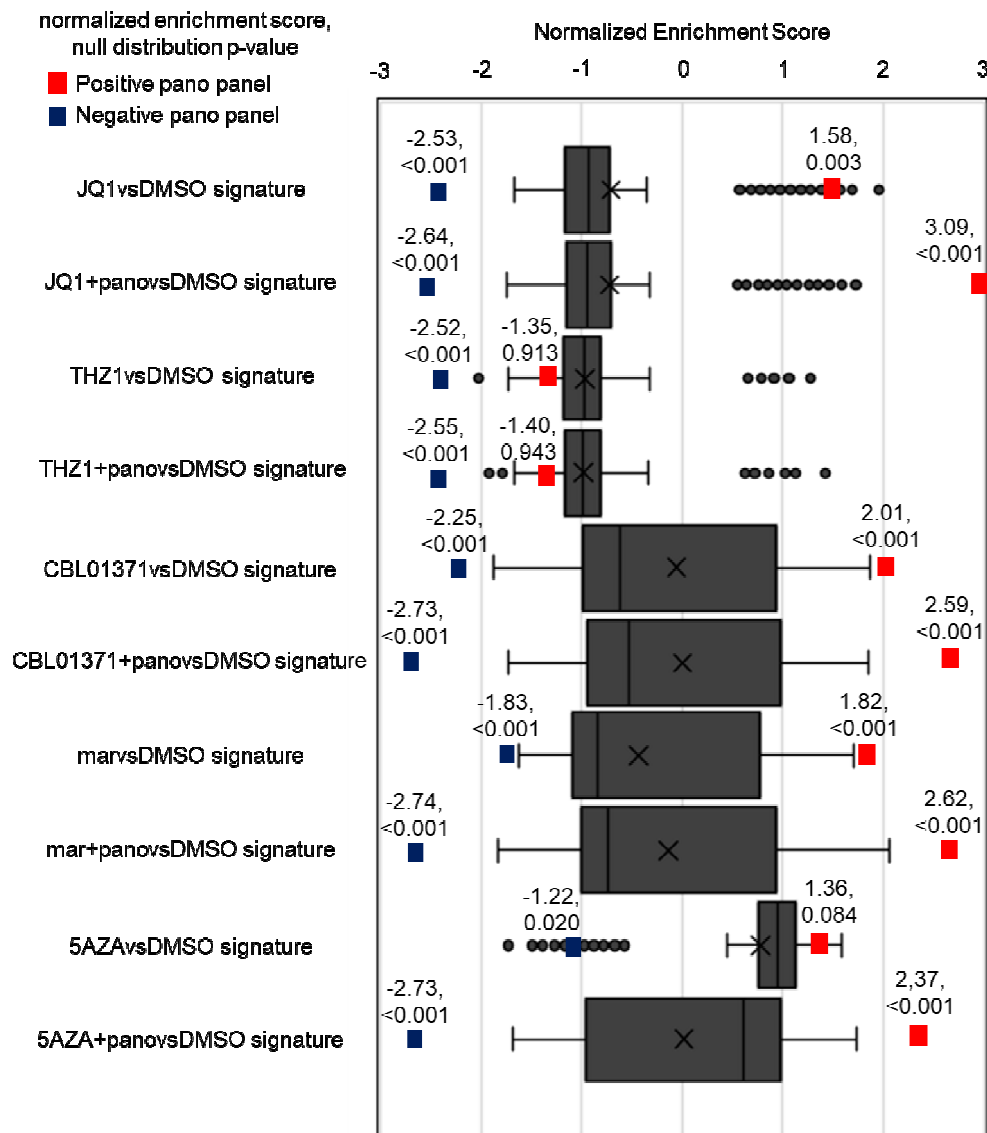 normalized enrichment score,
null distribution p-value
Positive pano panel
Negative pano panel
Normalized Enrichment Score
-3 -2 -1 0 1 2 3
JQ1vsDMSO signature
-2.53,
<0.001
1.58,
0.003
JQ1+panovsDMSO signature
-2.64,
<0.001
3.09,
<0.001
THZ1vsDMSO signature
-2.52,
<0.001
-1.35,
0.913
THZ1+panovsDMSO signature
-2.55,
<0.001
-1.40,
0.943
CBL01371vsDMSO signature
-2.25,
<0.001
2.01,
<0.001
CBL01371+panovsDMSO signature
-2.73,
<0.001
2.59,
<0.001
marvsDMSO signature
-1.83,
<0.001
1.82,
<0.001
mar+panovsDMSO signature
-2.74,
<0.001
2.62,
<0.001
5AZAvsDMSO signature
-1.22,
0.020
1.36,
0.084
5AZA+panovsDMSO signature
-2.73,
<0.001
2,37,
<0.001